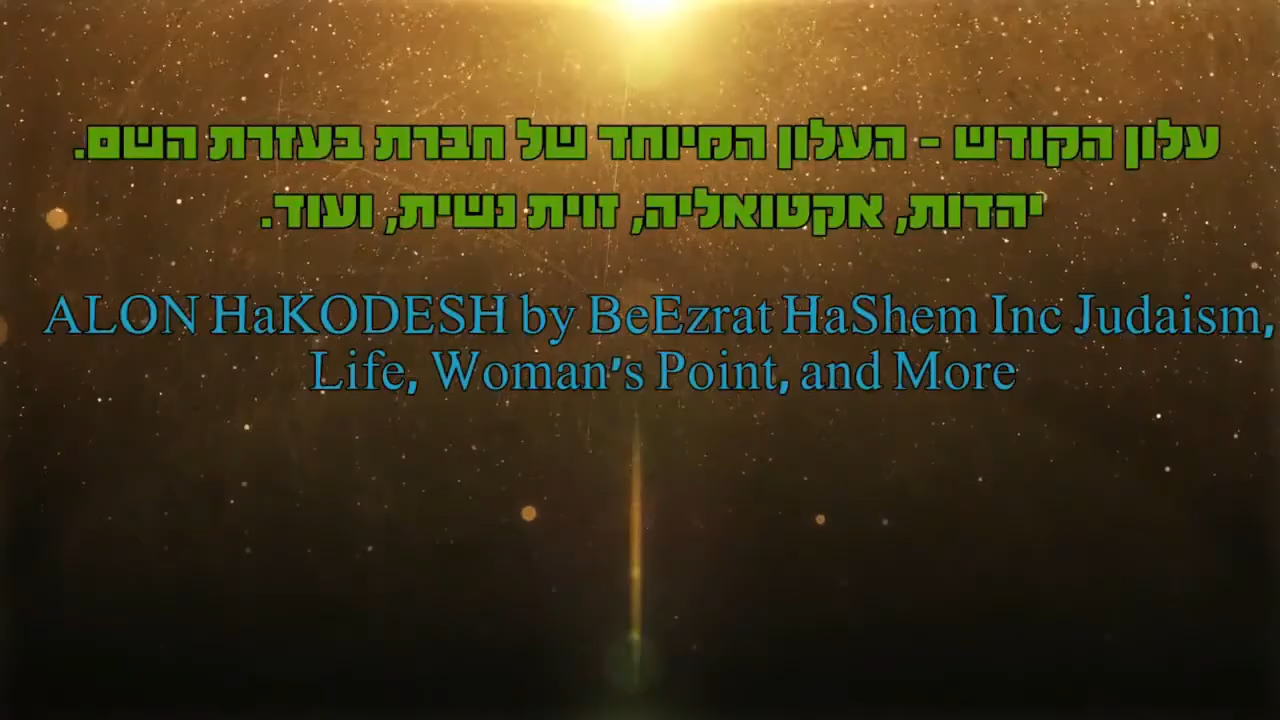 עלון הקודש - העלון המיוחד של חברת בעזרת השם.
יהדות, אקטואליה, זוית נשית, ועוד.
ALON HaKODESH by BeEzrat HaShem Inc Judaism,
Life, Woman's Point, and More